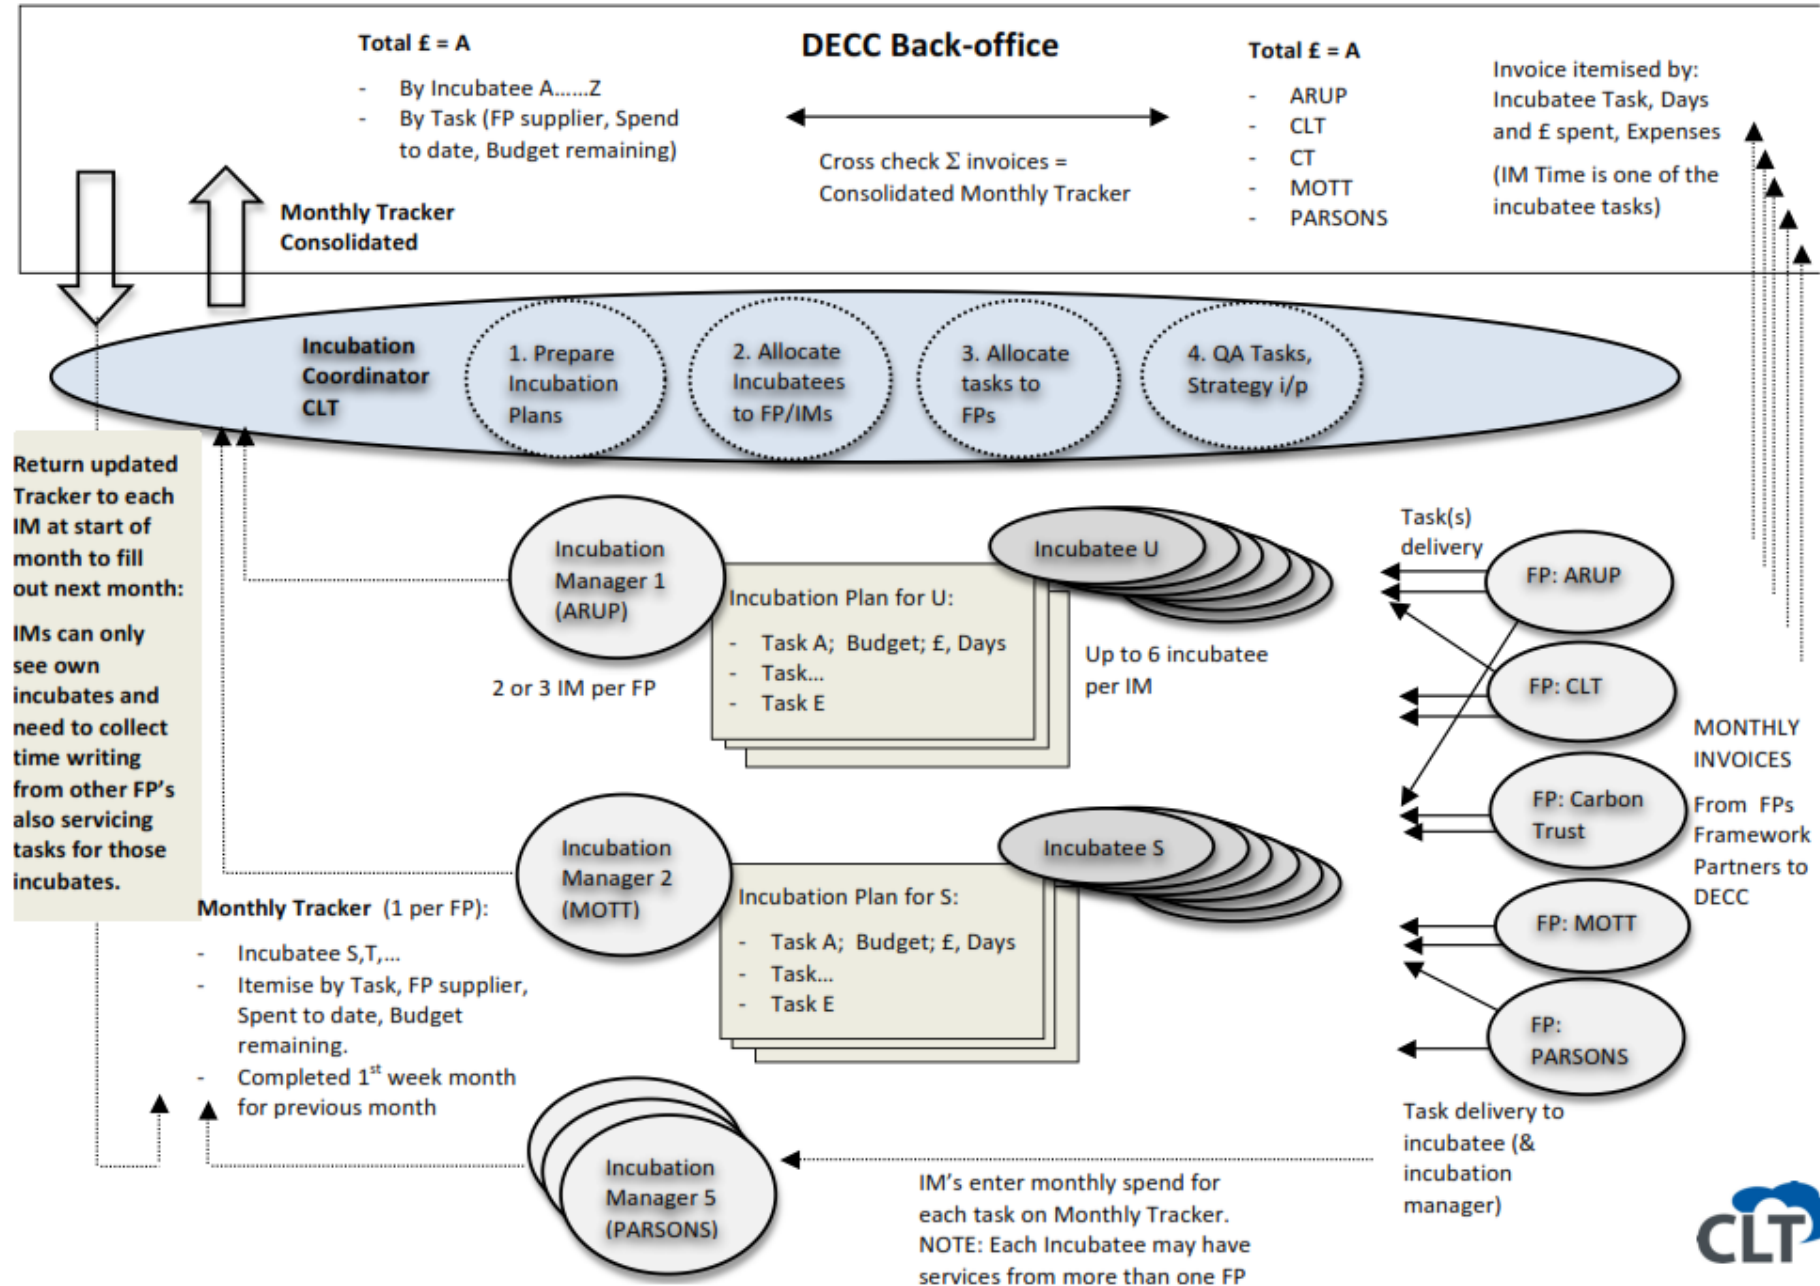 DECC Back-office
Total £ = A
- By Incubatee A......Z
- By Task (FP supplier, Spend
to date, Budget remaining)
Cross check Σ invoices =
Consolidated Monthly Tracker
Total £ = A
- ARUP
- CLT
- CT
- MOTT
- PARSONS
Invoice itemised by:
Incubatee Task, Days
and £ spent, Expenses
(IM Time is one of the
incubatee tasks)
Monthly Tracker
Consolidated
Incubation
Coordinator
CLT
1. Prepare
Incubation
Plans
2. Allocate
Incubatees
to FP/IMs
3. Allocate
tasks to
FPs
4. QA Tasks,
Strategy i/p
Return updated
Tracker to each
IM at start of
month to fill
out next month:
IMs can only
see own
incubates and
need to collect
time writing
from other FP's
also servicing
tasks for those
incubates.
Incubation
Manager 1
(ARUP)
2 or 3 IM per FP
Incubation Plan for U:
- Task A; Budget; £, Days
- Task...
- Task E
Incubatee U
Up to 6 incubatee
per IM
Task(s)
delivery
FP: ARUP
FP: CLT
FP: Carbon
Trust
FP: MOTT
FP:
PARSONS
MONTHLY
INVOICES
From FPs
Framework
Partners to
DECC
Incubation
Manager 2
(MOTT)
Incubation Plan for S:
- Task A; Budget; £, Days
- Task...
- Task E
Incubatee S
Monthly Tracker (1 per FP):
- Incubatee S,T,...
- Itemise by Task, FP supplier,
Spent to date, Budget
remaining.
- Completed 1st week month
for previous month
Incubation
Manager 5
(PARSONS)
IM's enter monthly spend for
each task on Monthly Tracker.
NOTE: Each Incubatee may have
services from more than one FP
Task delivery to
incubatee (&
incubation
manager)
CLT